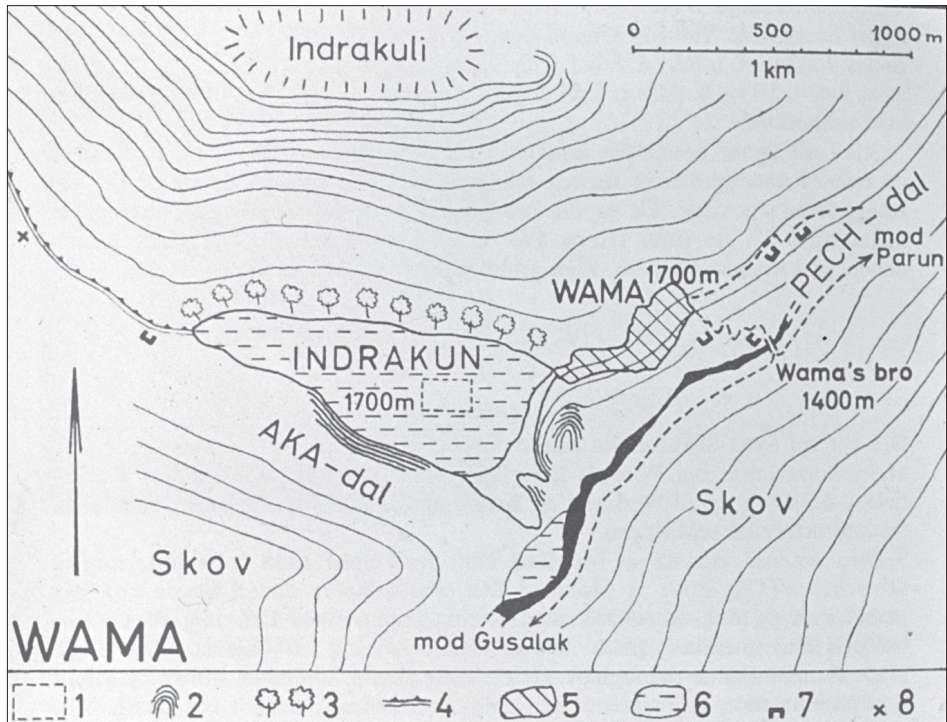 Indrakuli
0 500 1000 m
1 km
PECH-dal
mod
Parun
1700m
WAMA
INDRAKUN
1700m
Wama's bro
1400m
AKA-dal
Skov
Skov
mod Gusalak
WAMA
1 2 3 4 5 6 7 8